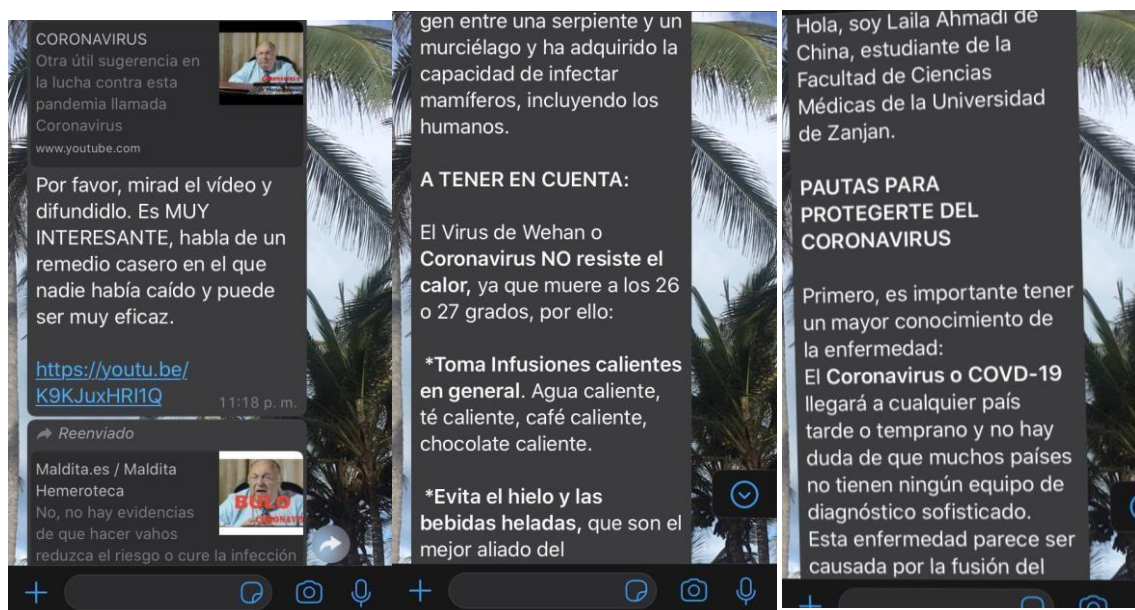 CORONAVIRUS
Otra útil sugerencia en
la lucha contra esta
pandemia llamada
Coronavirus
www.youtube.com
Por favor, mirad el vídeo y
difundidlo. Es MUY
INTERESANTE, habla de un
remedio casero en el que
nadie había caído y puede
ser muy eficaz.
https://youtu.be/
K9KJuxHRI1Q
11:18 p. m.
Reenviado
Maldita.es / Maldita
Hemeroteca
No, no hay evidencias
de que hacer vahos
reduzca el riesgo o cure la infección
BULO
gen entre una serpiente y un
murciélago y ha adquirido la
capacidad de infectar
mamíferos, incluyendo los
humanos.
A TENER EN CUENTA:
El Virus de Wehan o
Coronavirus NO resiste el
calor, ya que muere a los 26
o 27 grados, por ello:
*Toma Infusiones calientes
en general. Agua caliente,
té caliente, café caliente,
chocolate caliente.
*Evita el hielo y las
bebidas heladas, que son el
mejor aliado del
Hola, soy Laila Ahmadi de
China, estudiante de la
Facultad de Ciencias
Médicas de la Universidad
de Zanjan.
PAUTAS PARA
PROTEGERTE DEL
CORONAVIRUS
Primero, es importante tener
un mayor conocimiento de
la enfermedad:
El Coronavirus o COVD-19
llegará a cualquier país
tarde o temprano y no hay
duda de que muchos países
no tienen ningún equipo de
diagnóstico sofisticado.
Esta enfermedad parece ser
causada por la fusión del